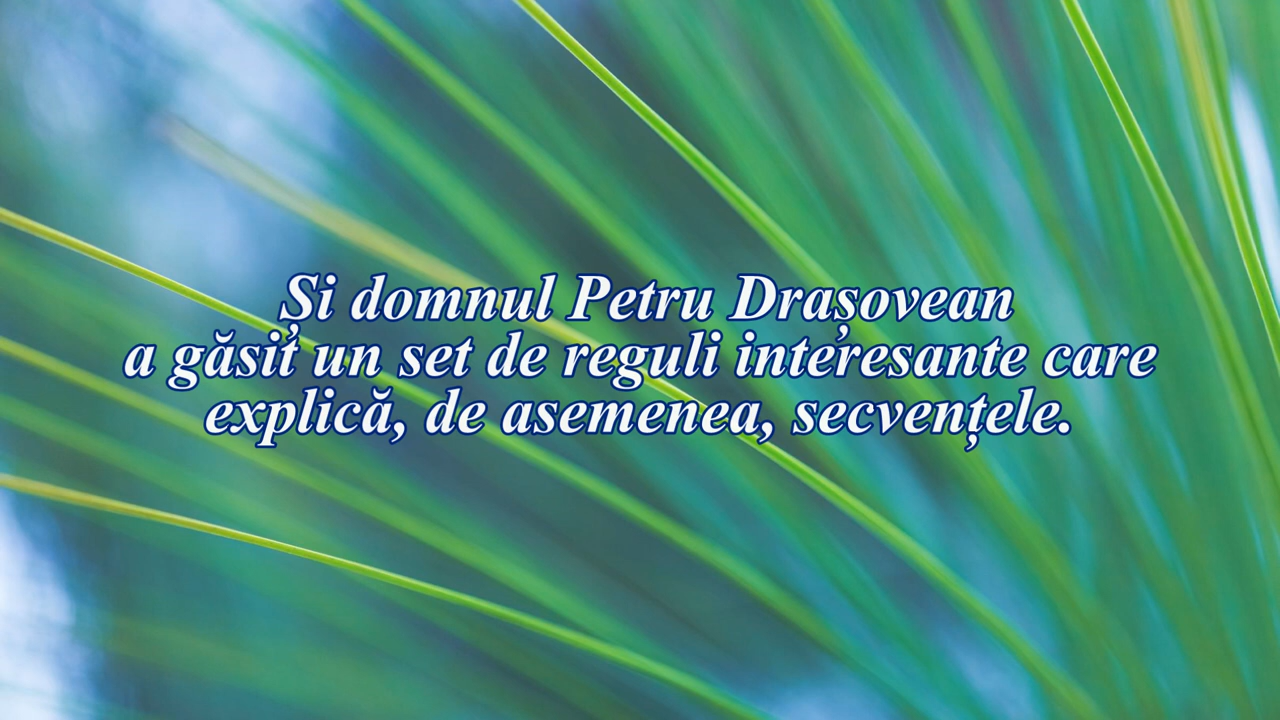 Și domnul Petru Drașovean
a găsit un set de reguli interesante care
explică, de asemenea, secvențele.